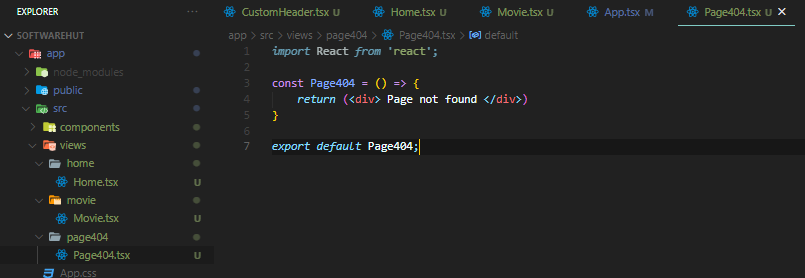 EXPLORER ...
CustomHeader.tsx U
Home.tsx U
Movie.tsx U
App.tsx M
Page404.tsx U
SOFTWAREHUT
app
node_modules
public
src
components
views
home
Home.tsx U
movie
Movie.tsx U
page404
Page404.tsx U
App.css
app > src > views > page404 > Page404.tsx > default
1 import React from 'react';
2
3 const Page404 = () => {
4 return (<div> Page not found </div>)
5 }
6
7 export default Page404;